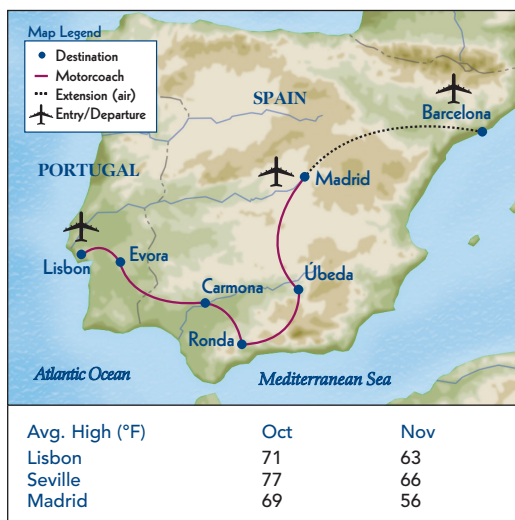 Map Legend
Destination
Motorcoach
Extension (air)
Entry/Departure
SPAIN
Barcelona
PORTUGAL
Madrid
Lisbon
Evora
Carmona
Úbeda
Ronda
Atlantic Ocean
Mediterranean Sea
Avg. High (°F) Oct Nov
Lisbon 71 63
Seville 77 66
Madrid 69 56